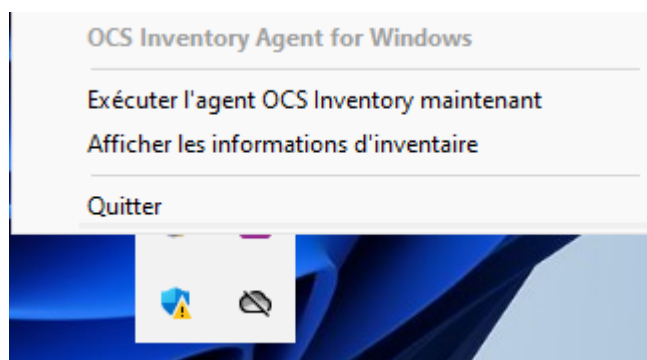 OCS Inventory Agent for Windows
Exécuter l'agent OCS Inventory maintenant
Afficher les informations d'inventaire
Quitter